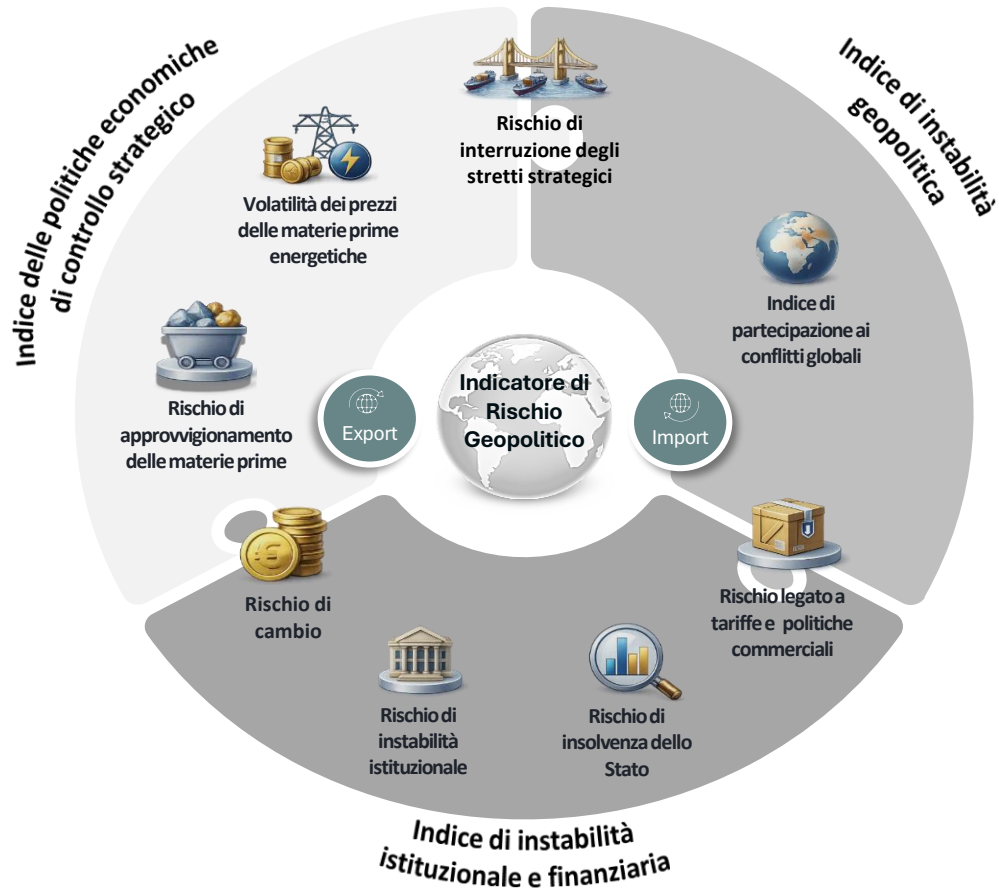 Indice delle politiche economiche
di controllo strategico
Indice di instabilità
geopolitica
Rischio di
interruzione degli
stretti strategici
Volatilità dei prezzi
delle materie prime
energetiche
Indice di
partecipazione ai
conflitti globali
Rischio di
approvvigionamento
delle materie prime
Export
Indicatore di
Rischio
Geopolitico
Import
Rischio di
cambio
Rischio legato a
tariffe e politiche
commerciali
Rischio di
instabilità
istituzionale
Rischio di
insolvenza dello
Stato
Indice di instabilità
istituzionale e finanziaria